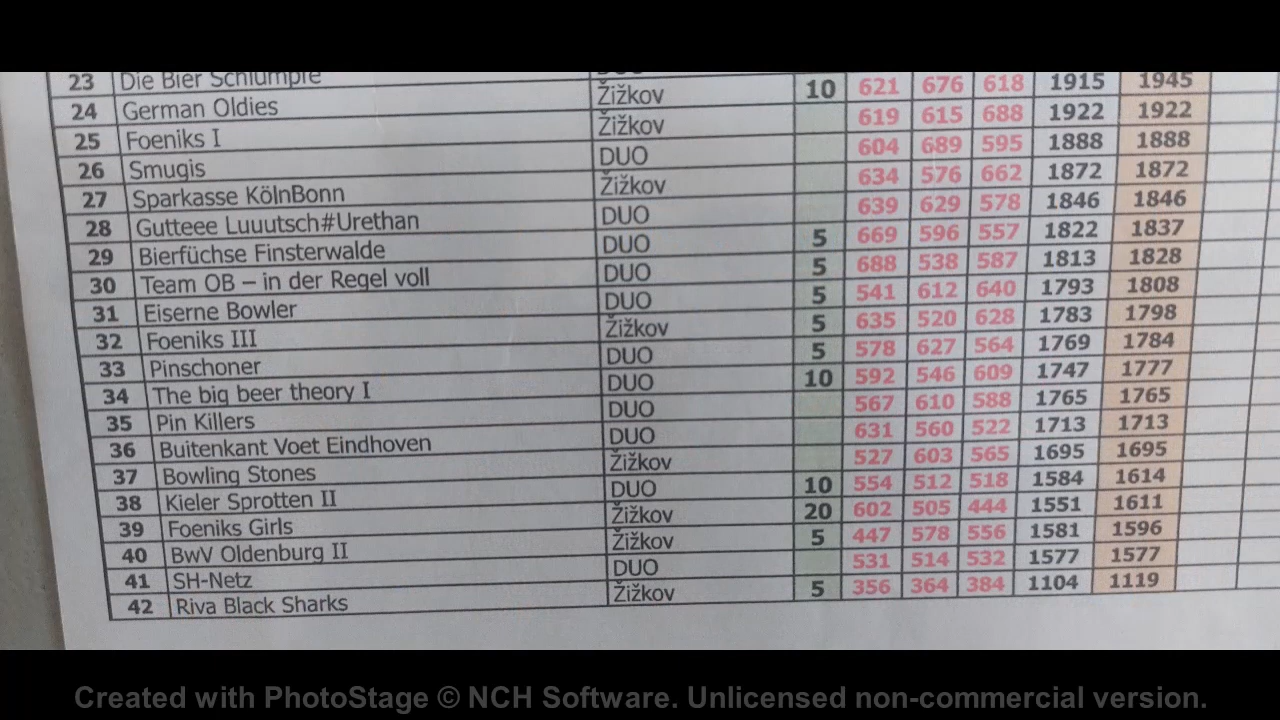 23 Die Bier Schlümpfe DUO
24 German Oldies Žižkov 10 621 676 618 1915 1945
25 Foeniks I Žižkov 619 615 688 1922 1922
26 Smugis DUO 604 689 595 1888 1888
27 Sparkasse KölnBonn Žižkov 634 576 662 1872 1872
28 Gutteee Luuutsch#Urethan DUO 639 629 578 1846 1846
29 Bierfüchse Finsterwalde DUO 5 669 596 557 1822 1837
30 Team OB – in der Regel voll DUO 5 688 538 587 1813 1828
31 Eiserne Bowler DUO 5 541 612 640 1793 1808
32 Foeniks III Žižkov 5 635 520 628 1783 1798
33 Pinschoner DUO 5 578 627 564 1769 1784
34 The big beer theory I DUO 10 592 546 609 1747 1777
35 Pin Killers DUO 567 610 588 1765 1765
36 Buitenkant Voet Eindhoven DUO 631 560 522 1713 1713
37 Bowling Stones Žižkov 527 603 565 1695 1695
38 Kieler Sprotten II DUO 10 554 512 518 1584 1614
39 Foeniks Girls Žižkov 20 602 505 444 1551 1611
40 BwV Oldenburg II Žižkov 5 447 578 556 1581 1596
41 SH-Netz DUO 531 514 532 1577 1577
42 Riva Black Sharks Žižkov 5 356 364 384 1104 1119
Created with PhotoStage © NCH Software. Unlicensed non-commercial version.